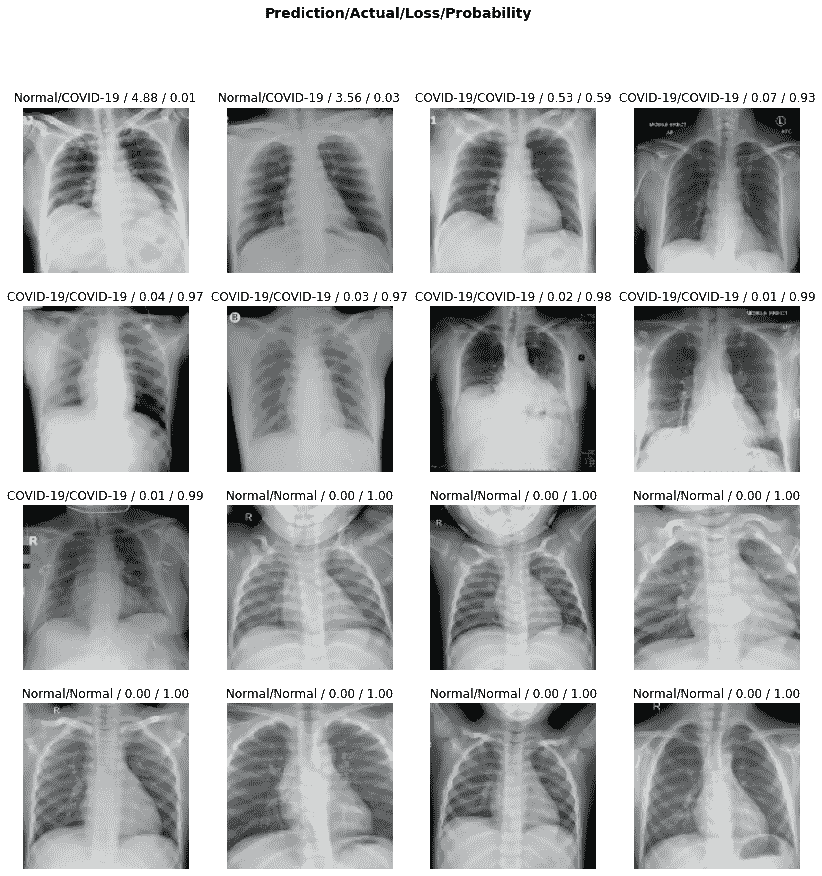 Prediction/Actual/Loss/Probability
Normal/COVID-19 / 4.88 / 0.01
Normal/COVID-19 / 3.56 / 0.03
COVID-19/COVID-19 / 0.53 / 0.59
COVID-19/COVID-19 / 0.07 / 0.93
1
L
COVID-19/COVID-19 / 0.04 / 0.97
COVID-19/COVID-19 / 0.03 / 0.97
COVID-19/COVID-19 / 0.02 / 0.98
COVID-19/COVID-19 / 0.01 / 0.99
COVID-19/COVID-19 / 0.01 / 0.99
Normal/Normal / 0.00 / 1.00
Normal/Normal / 0.00 / 1.00
Normal/Normal / 0.00 / 1.00
R
R
R
Normal/Normal / 0.00 / 1.00
Normal/Normal / 0.00 / 1.00
Normal/Normal / 0.00 / 1.00
Normal/Normal / 0.00 / 1.00
R
R